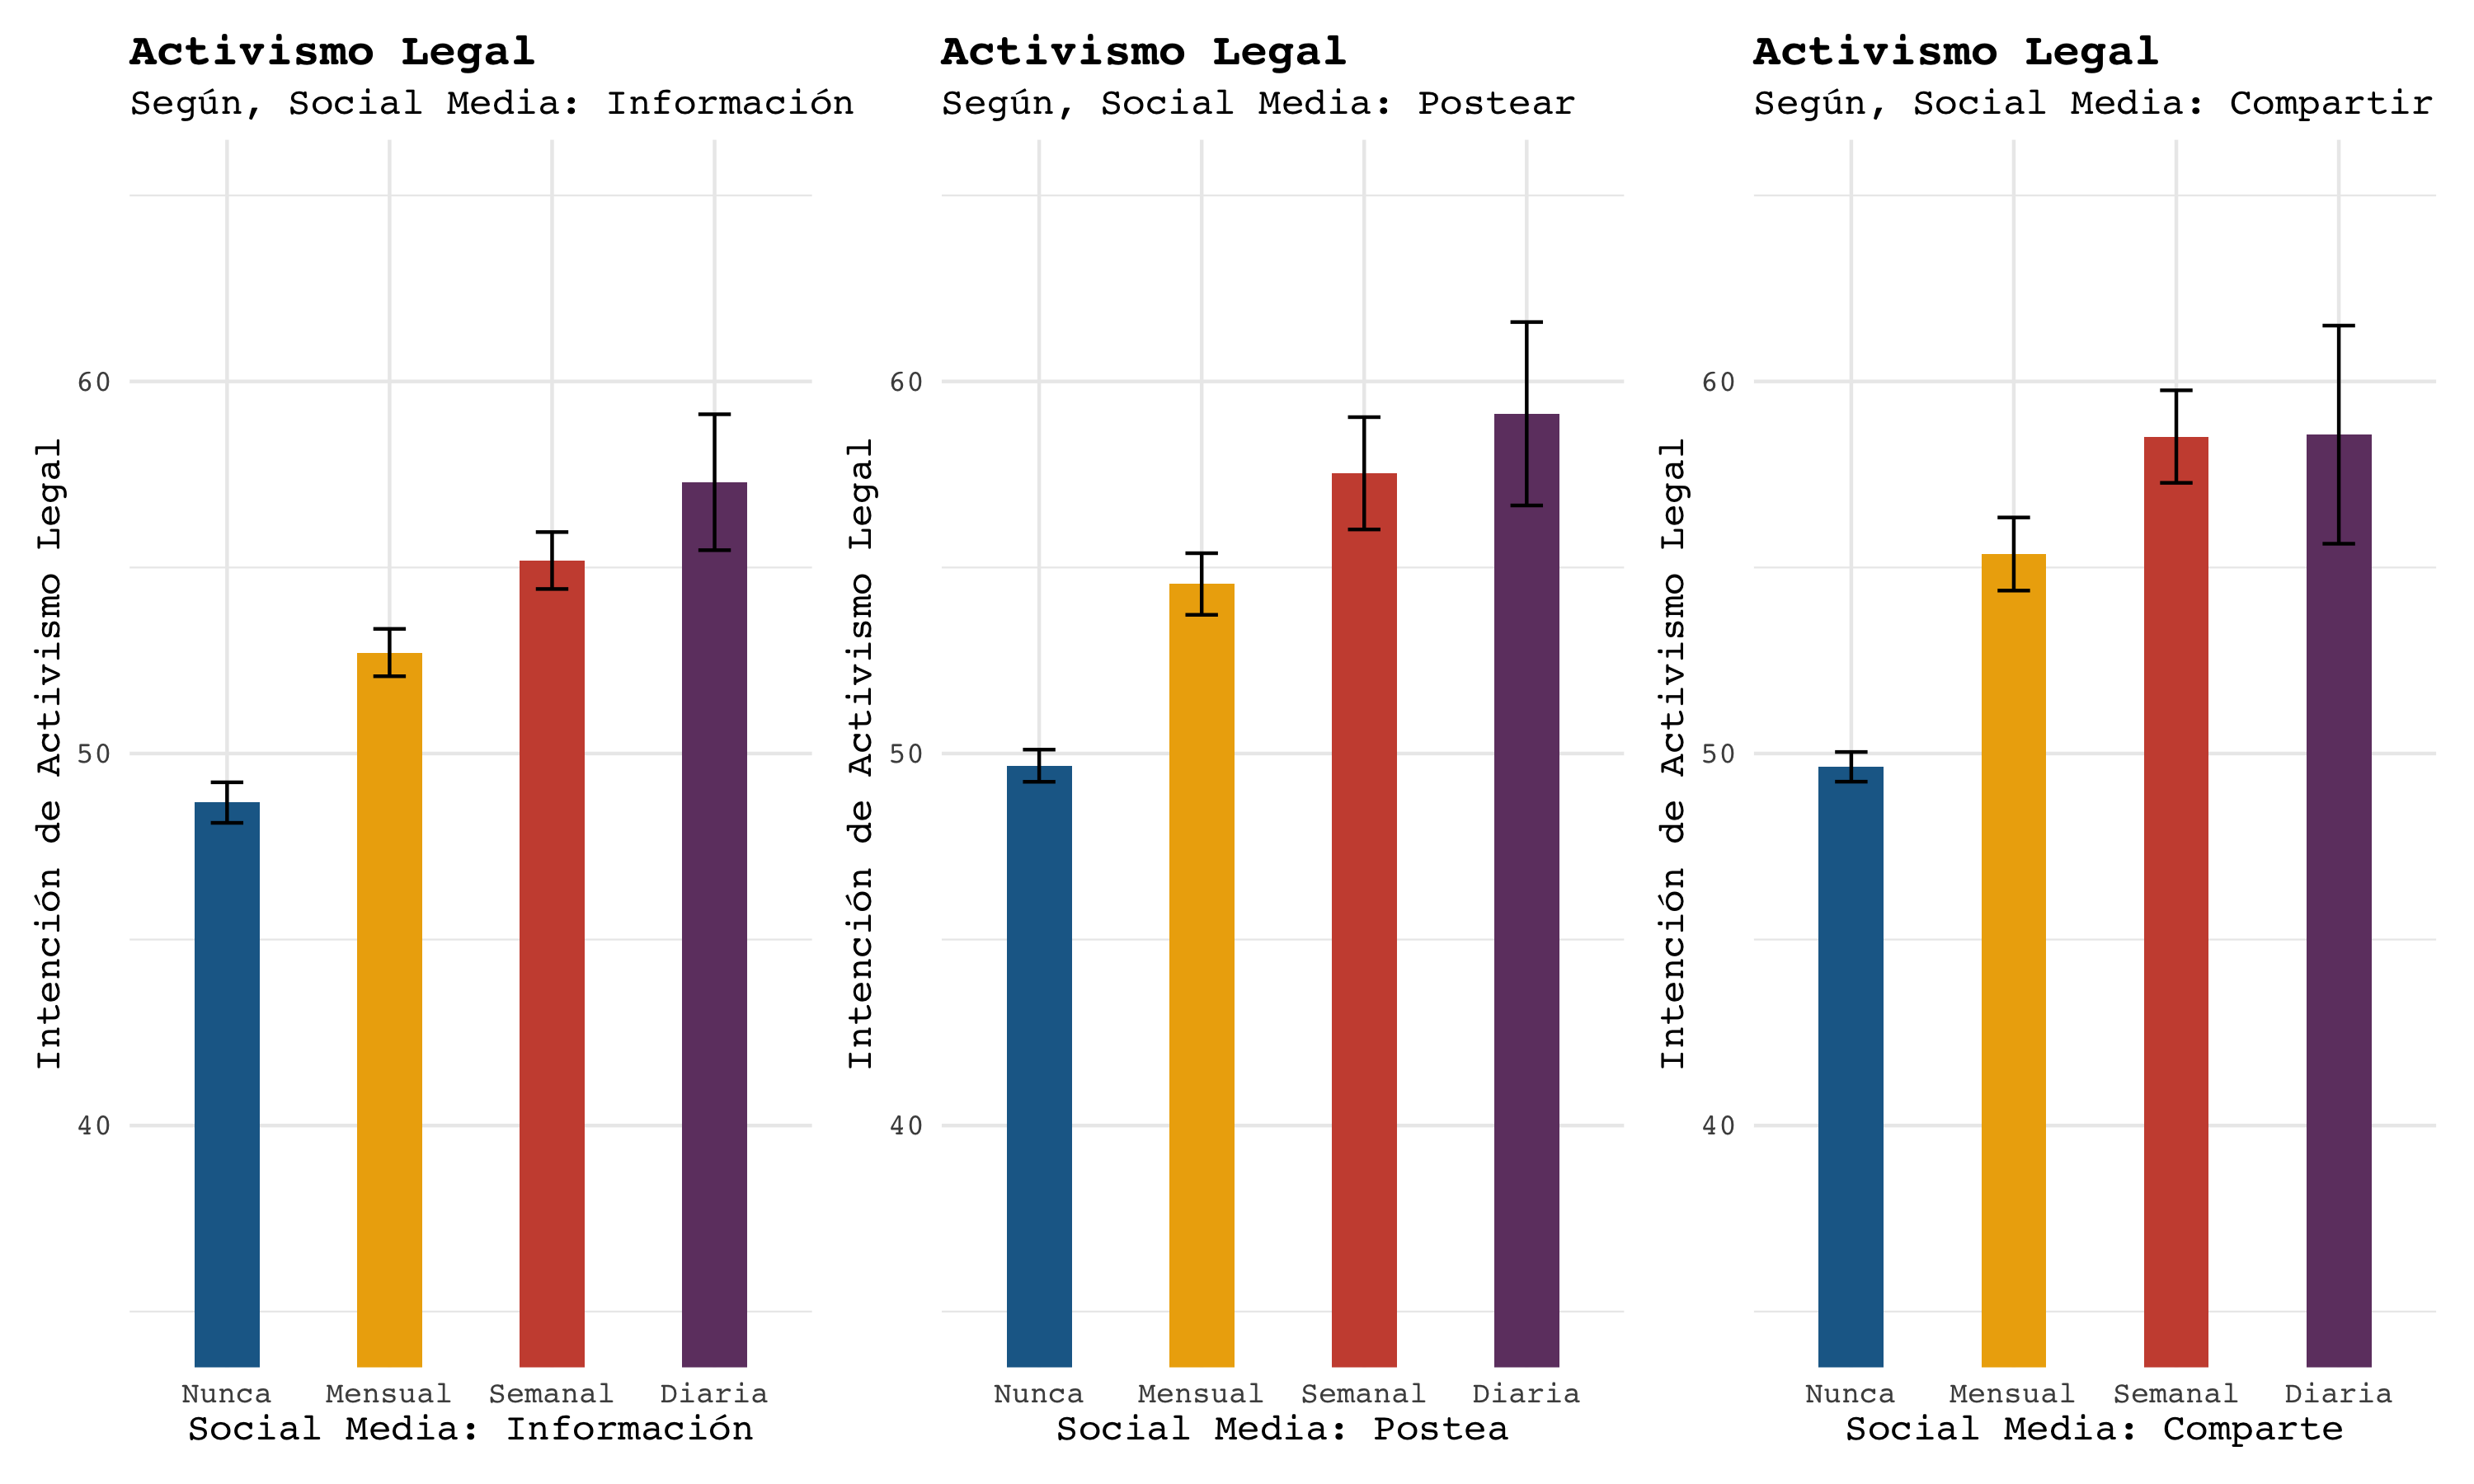 Activismo Legal
Según, Social Media: Información
60
50
40
Intención de Activismo Legal
Nunca Mensual Semanal Diaria
Social Media: Información
Activismo Legal
Según, Social Media: Postear
60
50
40
Intención de Activismo Legal
Nunca Mensual Semanal Diaria
Social Media: Postea
Activismo Legal
Según, Social Media: Compartir
60
50
40
Intención de Activismo Legal
Nunca Mensual Semanal Diaria
Social Media: Comparte